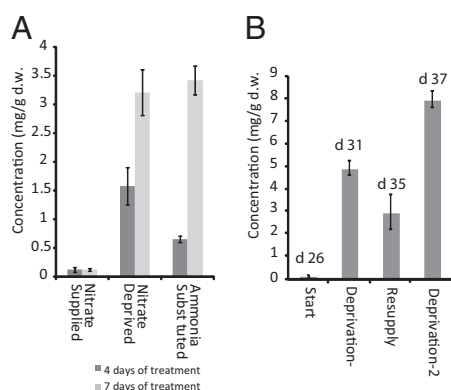 A
Concentration (mg/g d.w.)
4
3.5
3
2.5
2
1.5
1
0.5
0
Nitrate
Supplied
Nitrate
Deprived
Ammonia
Subst tuted
4 days of treatment
7 days of treatment
B
Concentration (mg/g d.w.)
9
8
7
6
5
4
3
2
1
0
d 26
d 31
d 35
d 37
Start
Deprivation-
Resupply
Deprivation-2